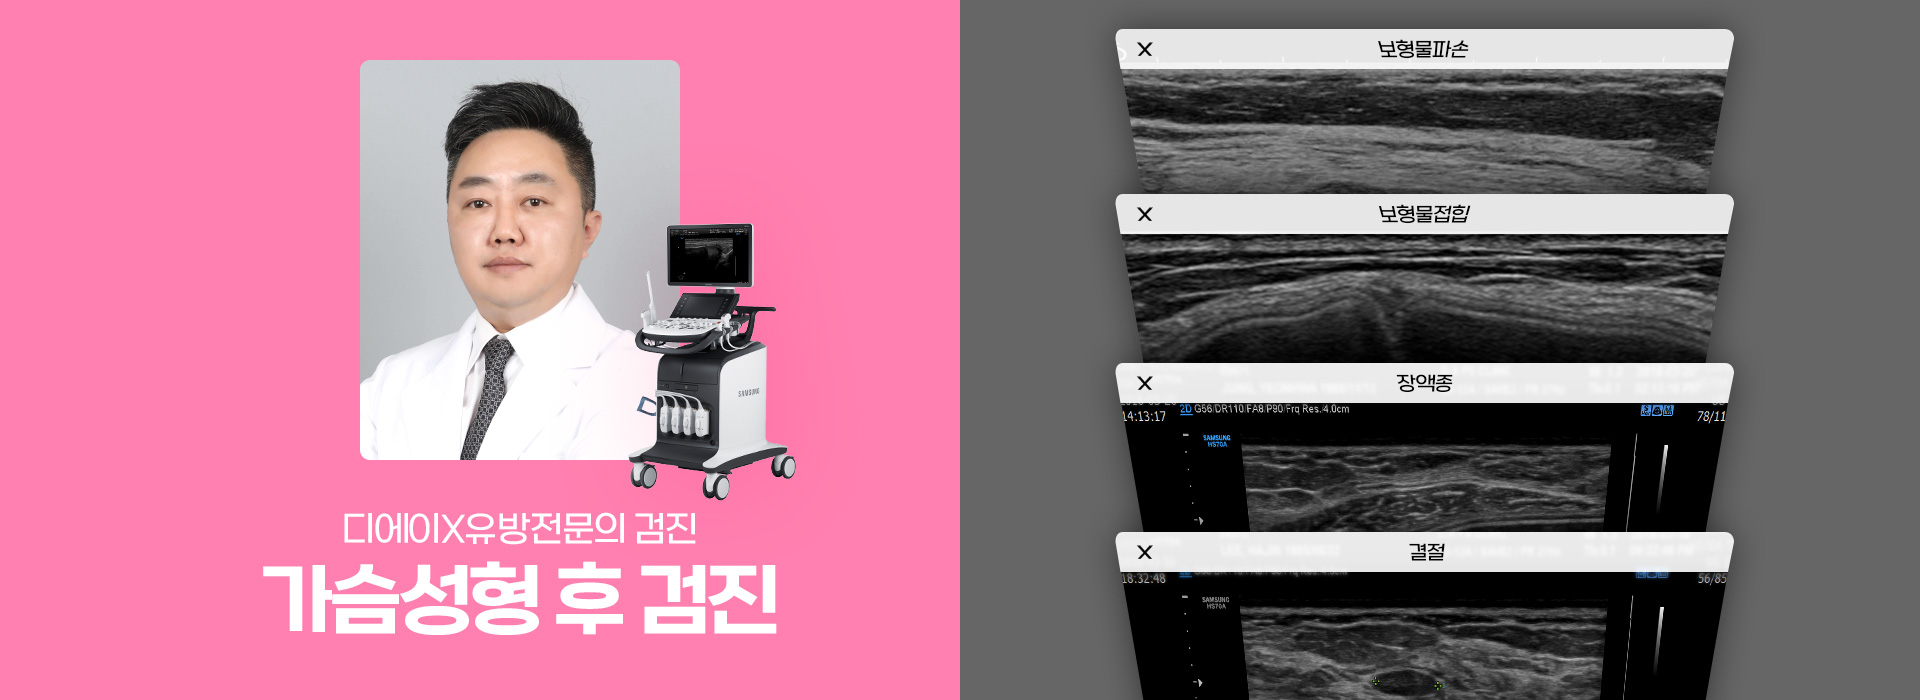 디에이X유방전문의 검진
가슴성형 후 검진
SAMSUNG
X 보형물파손
X 보형물접힘
X 장액종
14:13:17 2D G56/DR110/FA8/P90/Frq Res./4.0cm 78/11
SAMSUNG
HS70A
X 결절
18:32:48 56/85
SAMSUNG
HS70A